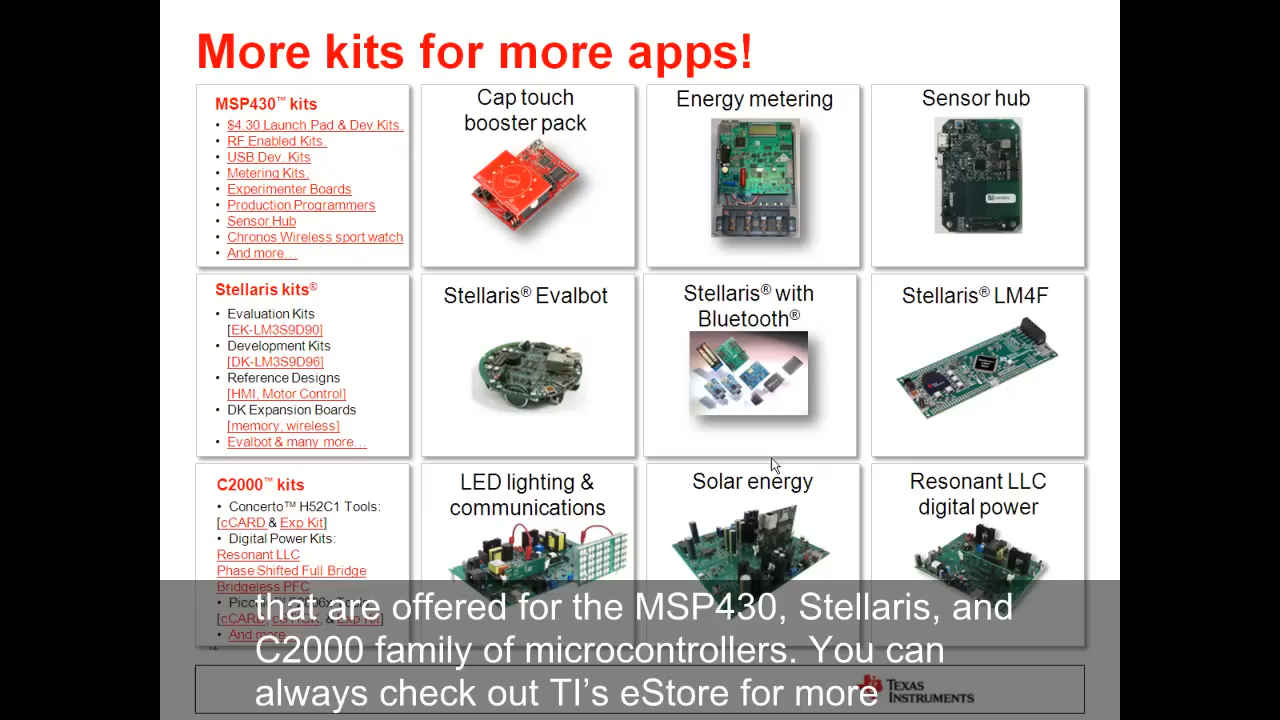 More kits for more apps!
MSP430™ kits
• $4.30 Launch Pad & Dev Kits.
• RF Enabled Kits.
• USB Dev. Kits
• Metering Kits.
• Experimenter Boards
• Production Programmers
• Sensor Hub
• Chronos Wireless sport watch
• And more…
Cap touch
booster pack
Energy metering
Sensor hub
Stellaris kits®
• Evaluation Kits
[EK-LM3S9D90]
• Development Kits
[DK-LM3S9D96]
• Reference Designs
[HMI, Motor Control]
• DK Expansion Boards
[memory, wireless]
• Evalbot & many more…
Stellaris® Evalbot
Stellaris® with
Bluetooth®
Stellaris® LM4F
C2000™ kits
• Concerto™ H52C1 Tools:
[cCARD & Exp Kit]
• Digital Power Kits:
Resonant LLC
Phase Shifted Full Bridge
Bridgeless PFC
• And more
LED lighting &
communications
Solar energy
Resonant LLC
digital power
that are offered for the MSP430, Stellaris, and
C2000 family of microcontrollers. You can
always check out TI’s eStore for more
12
TEXAS
INSTRUMENTS